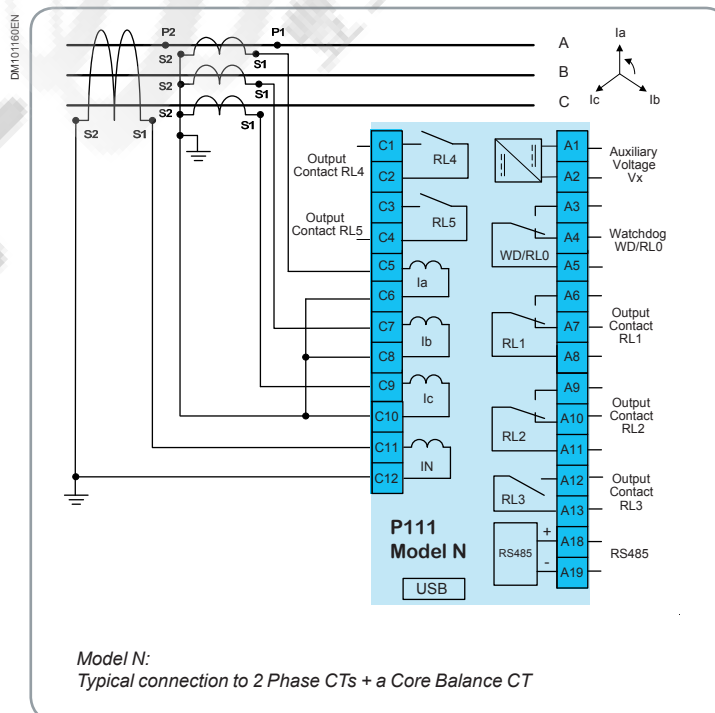 DM101160EN
P2
P1
A
Ia
S2
S1
B
S2
S1
C
Ic
Ib
S2
S1
S2
S1
C1
RL4
Output
Contact RL4
C2
C3
RL5
Output
Contact RL5
C4
C5
Ia
C6
C7
Ib
C8
C9
Ic
C10
C11
IN
C12
A1
Auxiliary
Voltage
Vx
A2
A3
A4
Watchdog
WD/RL0
WD/RL0
A5
A6
A7
Output
Contact
RL1
RL1
A8
A9
A10
Output
Contact
RL2
RL2
A11
A12
Output
Contact
RL3
RL3
A13
P111
Model N
RS485
+
-
A18
RS485
A19
USB
Model N:
Typical connection to 2 Phase CTs + a Core Balance CT